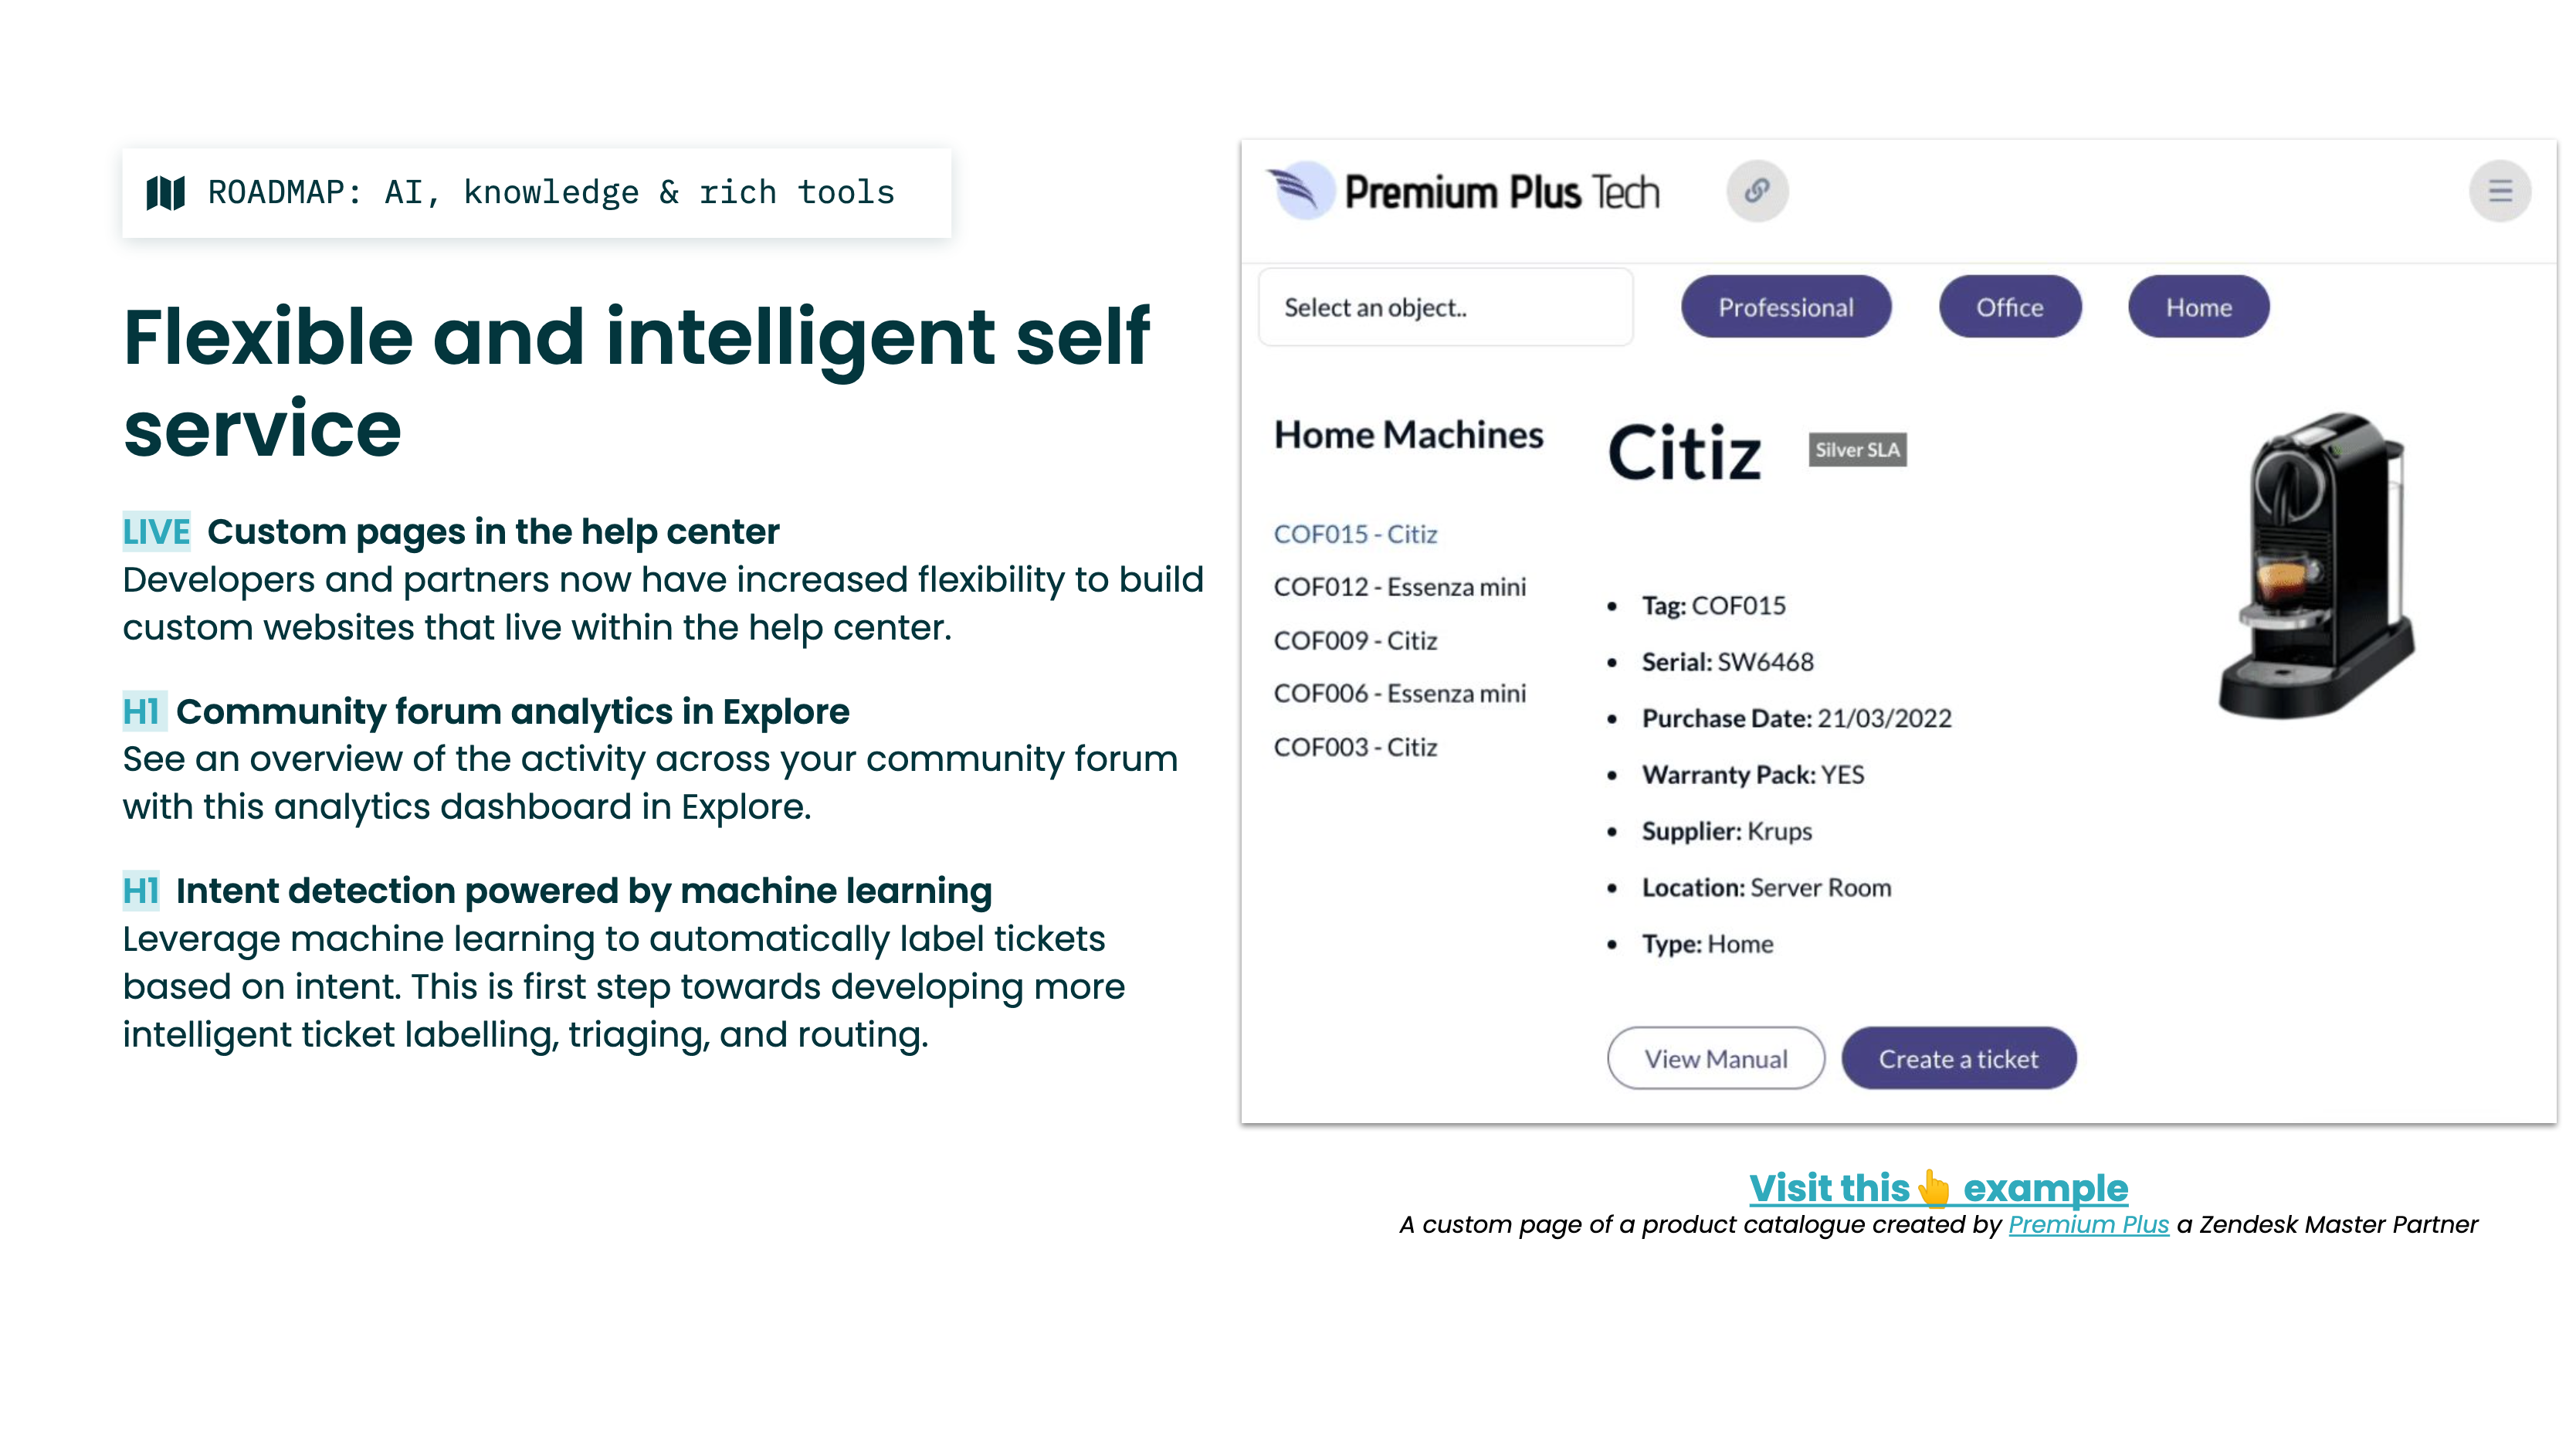 ROADMAP: AI, knowledge & rich tools
Flexible and intelligent self
service
LIVE Custom pages in the help center
Developers and partners now have increased flexibility to build
custom websites that live within the help center.
H1 Community forum analytics in Explore
See an overview of the activity across your community forum
with this analytics dashboard in Explore.
H1 Intent detection powered by machine learning
Leverage machine learning to automatically label tickets
based on intent. This is first step towards developing more
intelligent ticket labelling, triaging, and routing.
Premium Plus Tech
Select an object..
Professional
Office
Home
Home Machines
COF015 - Citiz
COF012 - Essenza mini
COF009 - Citiz
COF006 - Essenza mini
COF003 - Citiz
Citiz
Silver SLA
Tag: COF015
Serial: SW6468
Purchase Date: 21/03/2022
Warranty Pack: YES
Supplier: Krups
Location: Server Room
Type: Home
View Manual
Create a ticket
Visit this👆 example
A custom page of a product catalogue created by Premium Plus a Zendesk Master Partner